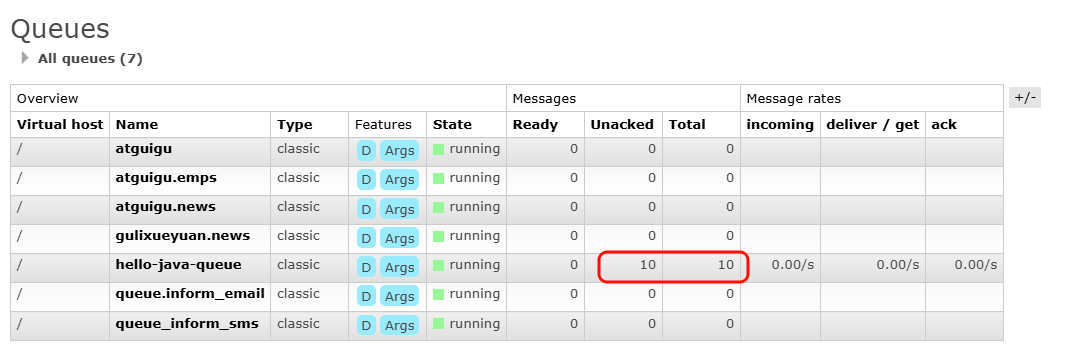 Queues
All queues (7)
Overview Messages Message rates +/-
Virtual host Name Type Features State Ready Unacked Total incoming deliver / get ack
/ atguigu classic D Args running 0 0 0
/ atguigu.emps classic D Args running 0 0 0
/ atguigu.news classic D Args running 0 0 0
/ gulixueyuan.news classic D Args running 0 0 0
/ hello-java-queue classic D Args running 0 10 10 0.00/s 0.00/s 0.00/s
/ queue.inform_email classic D Args running 0 0 0
/ queue_inform_sms classic D Args running 0 0 0